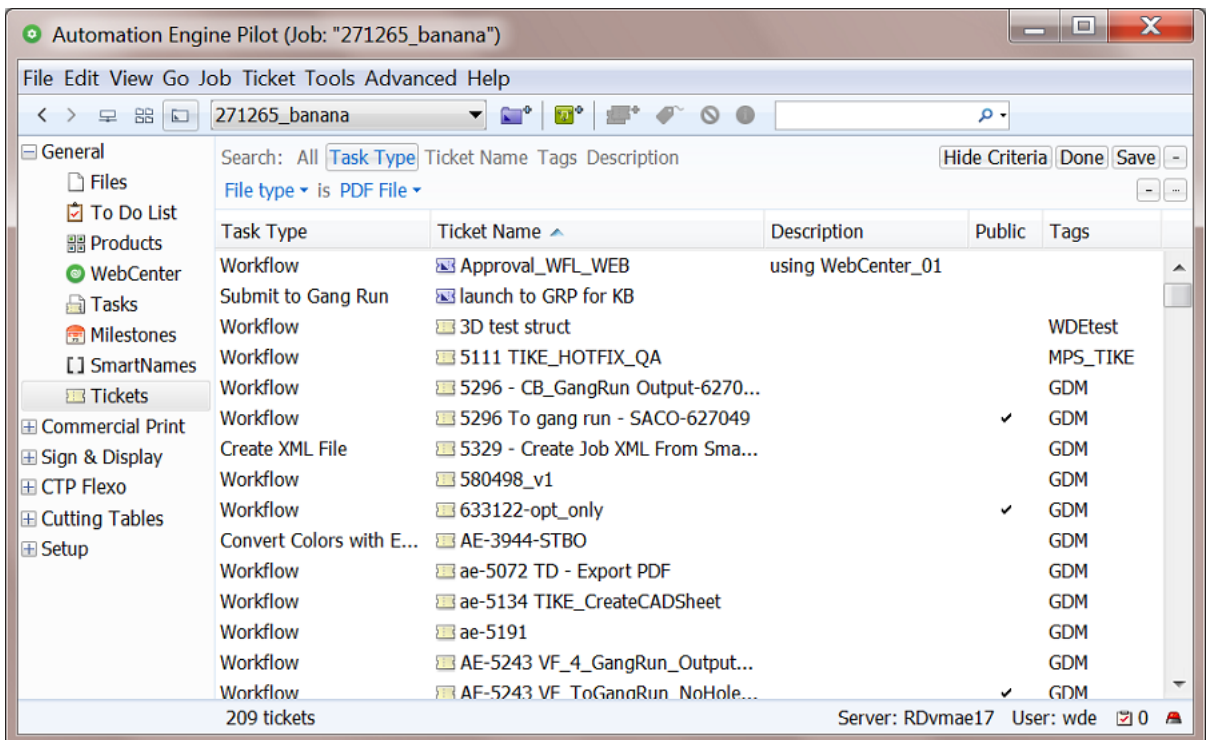 Automation Engine Pilot (Job: "271265_banana")
File Edit View Go Job Ticket Tools Advanced Help
271265_banana
General
Files
To Do List
Products
WebCenter
Tasks
Milestones
SmartNames
Tickets
Commercial Print
Sign & Display
CTP Flexo
Cutting Tables
Setup
Search: All Task Type Ticket Name Tags Description Hide Criteria Done Save
File type is PDF File
Task Type Ticket Name Description Public Tags
Workflow Approval_WFL_WEB using WebCenter_01
Submit to Gang Run launch to GRP for KB
Workflow 3D test struct WDEtest
Workflow 5111 TIKE_HOTFIX_QA MPS_TIKE
Workflow 5296 - CB_GangRun Output-6270... GDM
Workflow 5296 To gang run - SACO-627049 ✔ GDM
Create XML File 5329 - Create Job XML From Sma... GDM
Workflow 580498_v1 GDM
Workflow 633122-opt_only ✔ GDM
Convert Colors with E... AE-3944-STBO GDM
Workflow ae-5072 TD - Export PDF GDM
Workflow ae-5134 TIKE_CreateCADSheet GDM
Workflow ae-5191 GDM
Workflow AE-5243 VF_4_GangRun_Output... GDM
Workflow AE-5243 VF_ToGangRun_NoHole... ✔ GDM
209 tickets Server: RDvmae17 User: wde 0